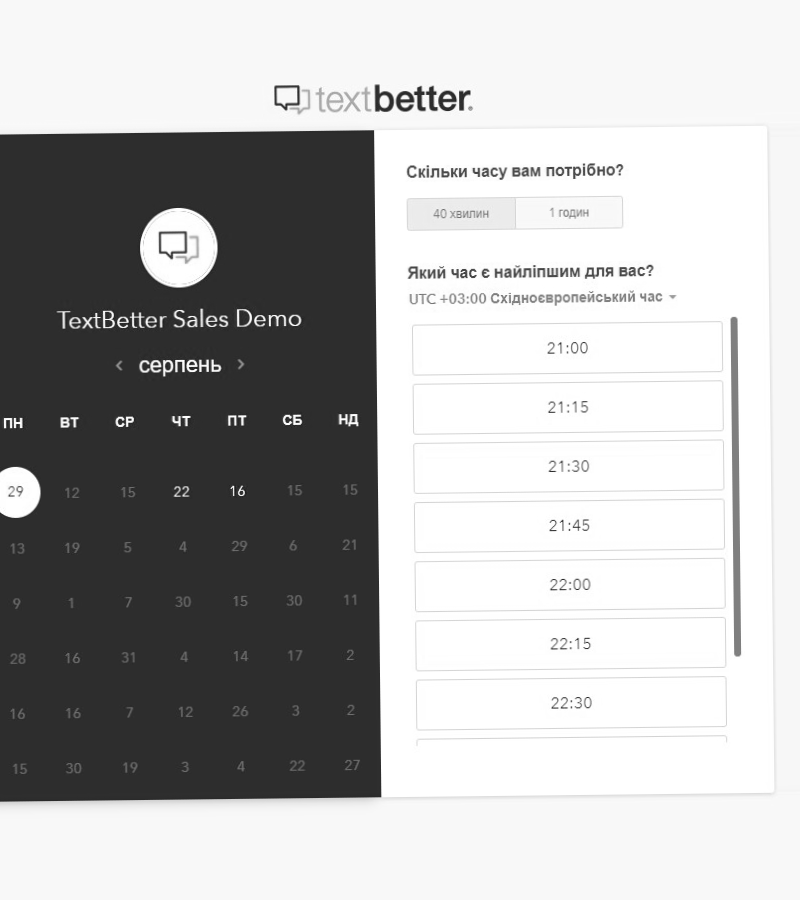 textbetter.
TextBetter Sales Demo
серпень
ПН ВТ СР ЧТ ПТ СБ НД
29 12 15 22 16 15 15
13 19 5 4 29 6 21
9 1 7 30 15 30 11
28 16 31 4 14 17 2
16 16 7 12 26 3 2
15 30 19 3 4 22 27
Скільки часу вам потрібно?
40 хвилин 1 годин
Який час є найліпшим для вас?
UTC +03:00 Східноєвропейський час
21:00
21:15
21:30
21:45
22:00
22:15
22:30